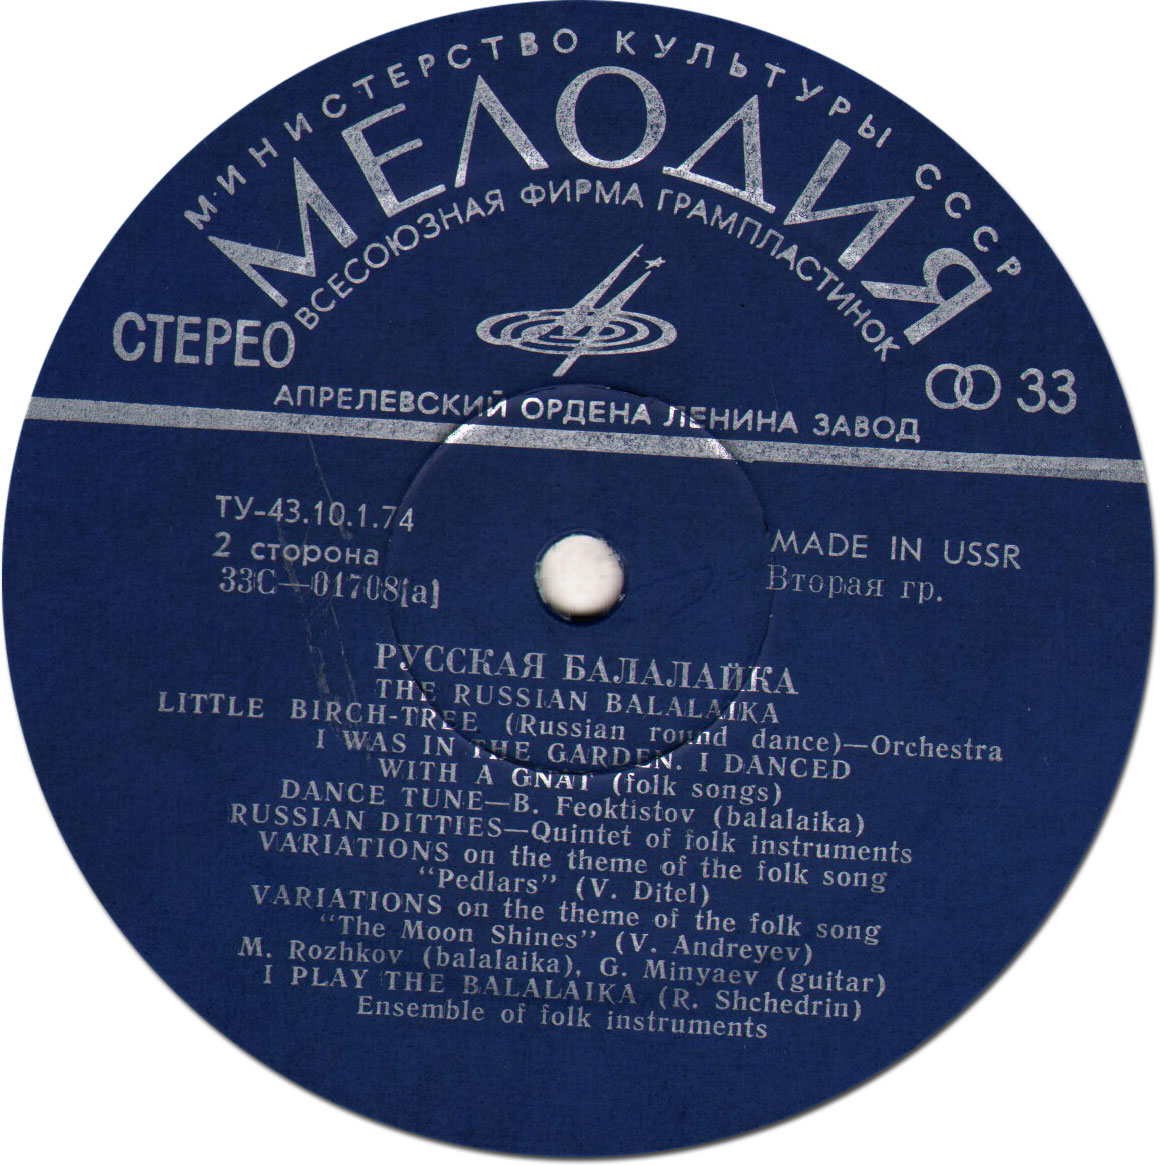 МИНИСТЕРСТВО КУЛЬТУРЫ СССР
МЕЛОДИЯ
ВСЕСОЮЗНАЯ ФИРМА ГРАМПЛАСТИНОК
СТЕРЕО
33
АПРЕЛЕВСКИЙ ОРДЕНА ЛЕНИНА ЗАВОД
ТУ-43.10.1.74
2 сторона
33С—01708[а]
MADE IN USSR
Вторая гр.
РУССКАЯ БАЛАЛАЙКА
THE RUSSIAN BALALAIKA
LITTLE BIRCH-TREE (Russian round dance)—Orchestra
I WAS IN THE GARDEN. I DANCED
WITH A GNAT (folk songs)
DANCE TUNE—B. Feoktistov (balalaika)
RUSSIAN DITTIES—Quintet of folk instruments
VARIATIONS on the theme of the folk song
"Pedlars" (V. Ditel)
VARIATIONS on the theme of the folk song
"The Moon Shines" (V. Andreyev)
M. Rozhkov (balalaika), G. Minyaev (guitar)
I PLAY THE BALALAIKA (R. Shchedrin)
Ensemble of folk instruments